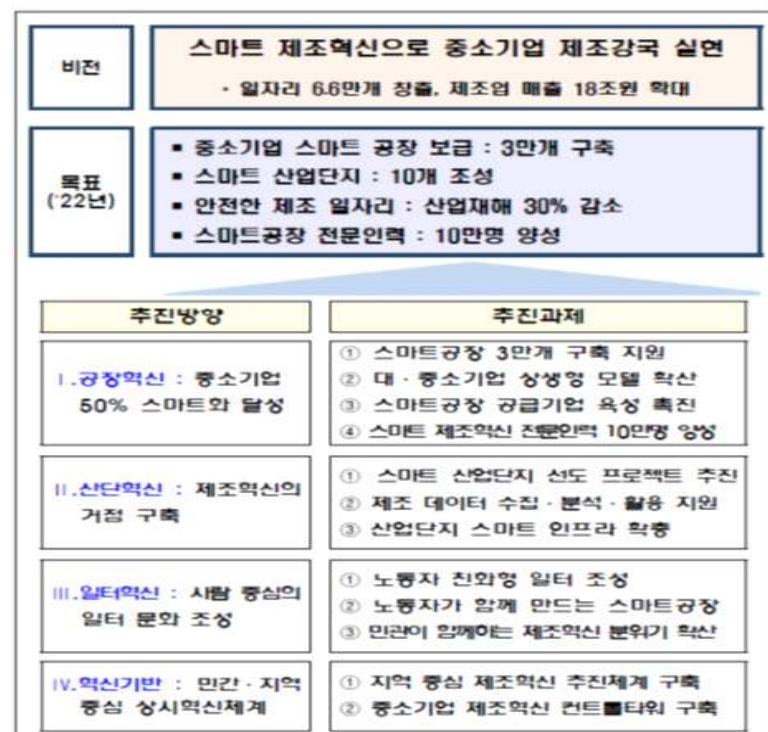 비전
스마트 제조혁신으로 중소기업 제조강국 실현
· 일자리 6.6만개 창출, 제조업 매출 18조원 확대
목표
('22년)
▪ 중소기업 스마트 공장 보급 : 3만개 구축
▪ 스마트 산업단지 : 10개 조성
▪ 안전한 제조 일자리 : 산업재해 30% 감소
▪ 스마트공장 전문인력 : 10만명 양성
추진방향
추진과제
Ⅰ.공장혁신 : 중소기업
50% 스마트화 달성
① 스마트공장 3만개 구축 지원
② 대·중소기업 상생형 모델 확산
③ 스마트공장 공급기업 육성 촉진
④ 스마트 제조혁신 전문인력 10만명 양성
Ⅱ.산단혁신 : 제조혁신의
거점 구축
① 스마트 산업단지 선도 프로젝트 추진
② 제조 데이터 수집·분석·활용 지원
③ 산업단지 스마트 인프라 확충
Ⅲ.일터혁신 : 사람 중심의
일터 문화 조성
① 노동자 친화형 일터 조성
② 노동자가 함께 만드는 스마트공장
③ 민관이 함께하는 제조혁신 분위기 확산
Ⅳ.혁신기반 : 민간·지역
중심 상시혁신체계
① 지역 중심 제조혁신 추진체계 구축
② 중소기업 제조혁신 컨트롤타워 구축